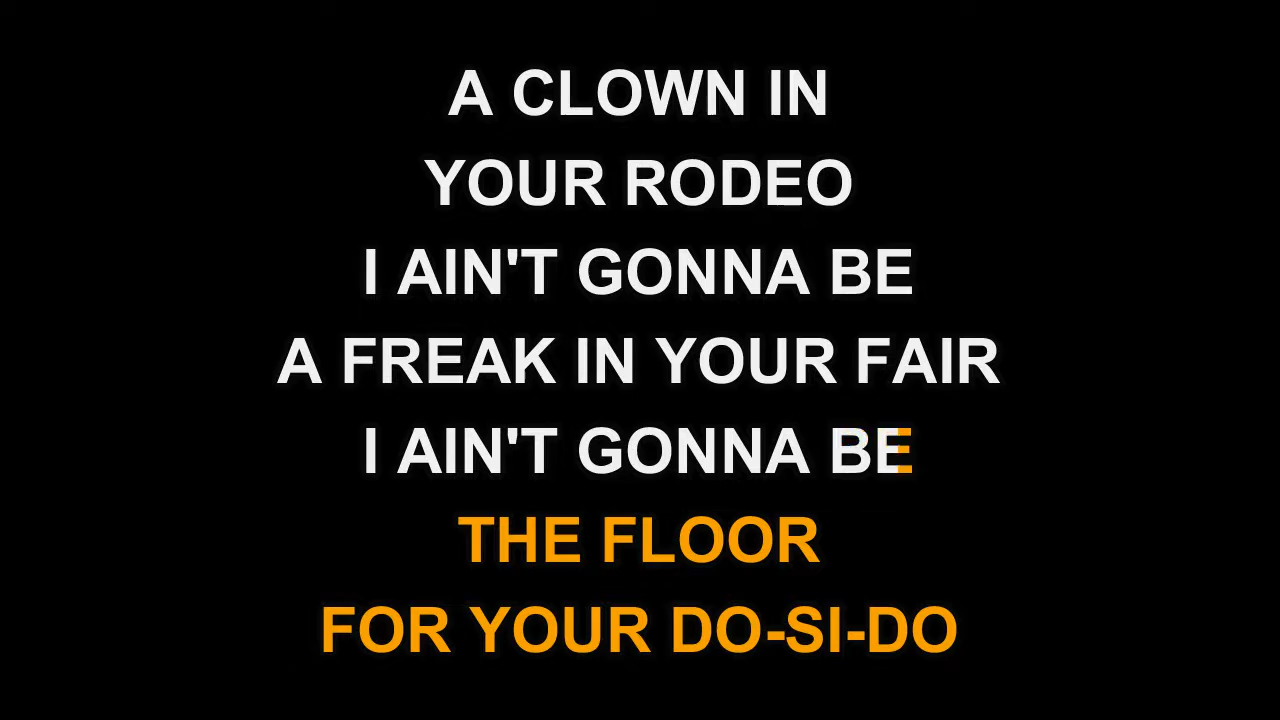 A CLOWN IN
YOUR RODEO
I AIN'T GONNA BE
A FREAK IN YOUR FAIR
I AIN'T GONNA BE
THE FLOOR
FOR YOUR DO-SI-DO